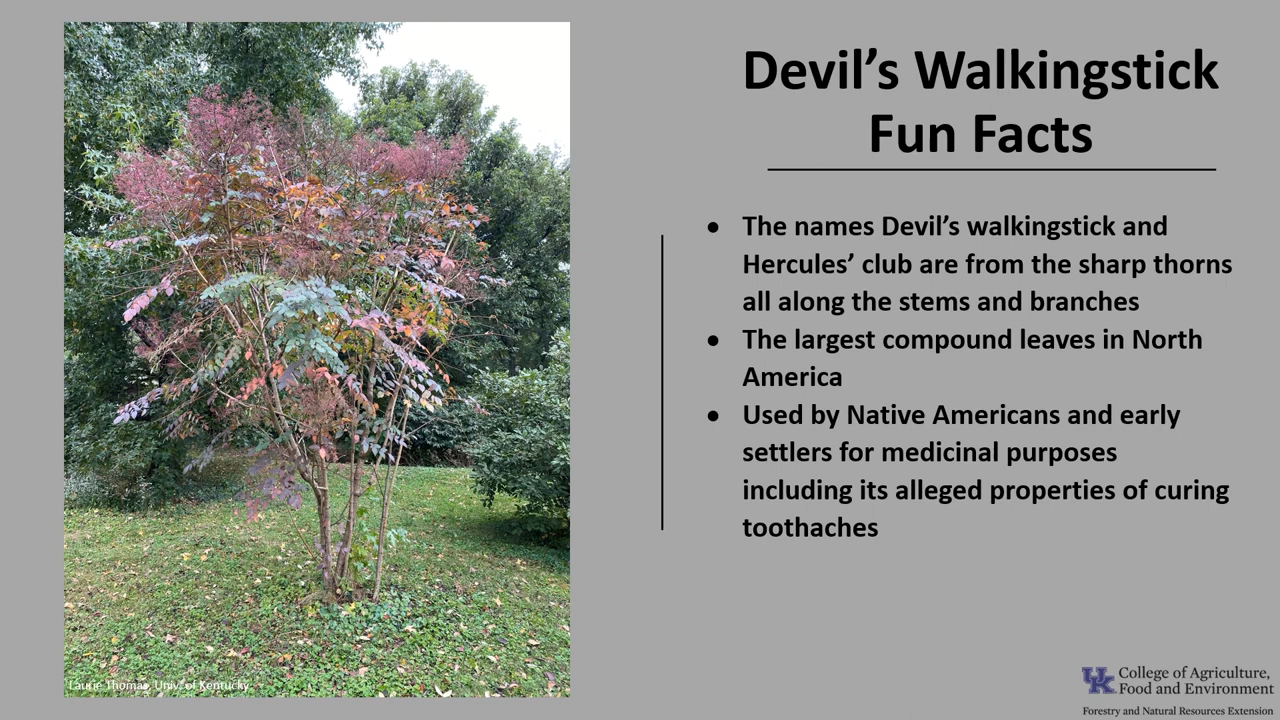 Devil’s Walkingstick
Fun Facts
• The names Devil’s walkingstick and
Hercules’ club are from the sharp thorns
all along the stems and branches
• The largest compound leaves in North
America
• Used by Native Americans and early
settlers for medicinal purposes
including its alleged properties of curing
toothaches
Laurie Thomas, Univ. of Kentucky
UK College of Agriculture,
Food and Environment
Forestry and Natural Resources Extension